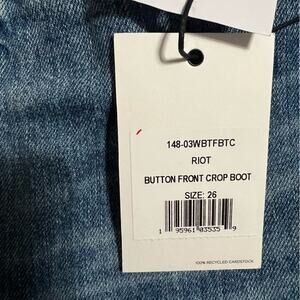 148-03WBTFBTC
RIOT
BUTTON FRONT CROP BOOT
SIZE: 26
1 95961 03535 9
100% RECYCLED CARDSTOCK